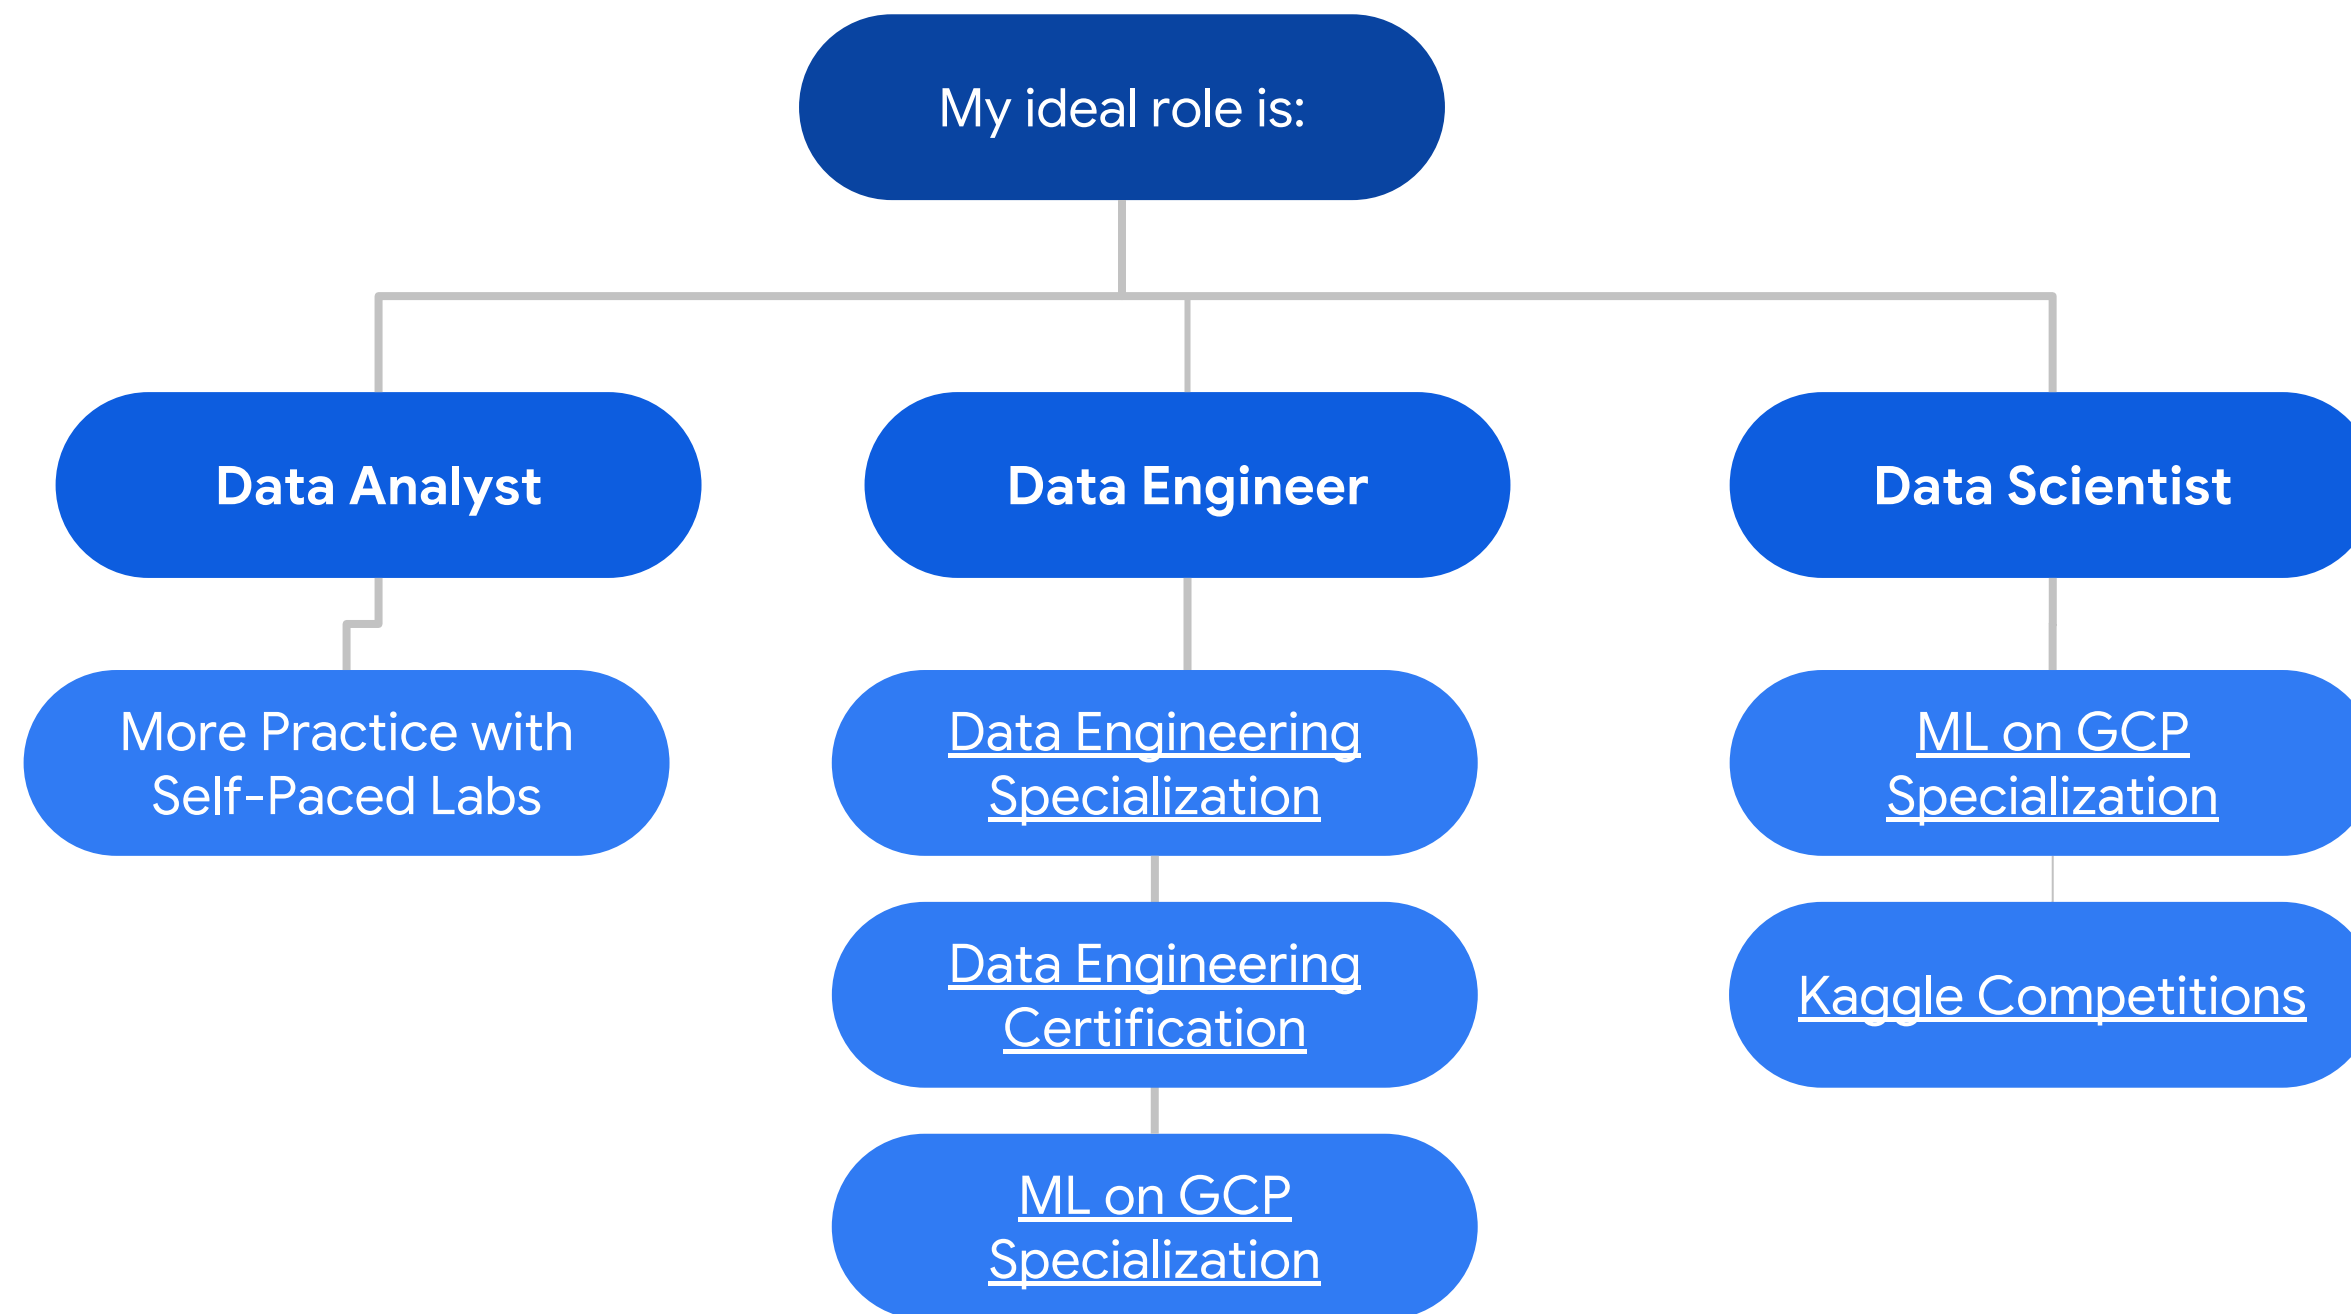 My ideal role is:
Data Analyst
Data Engineer
Data Scientist
More Practice with
Self-Paced Labs
Data Engineering
Specialization
ML on GCP
Specialization
Data Engineering
Certification
Kaggle Competitions
ML on GCP
Specialization